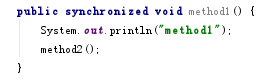 public synchronized void method1() {
    System.out.println("method1");
    method2();
}